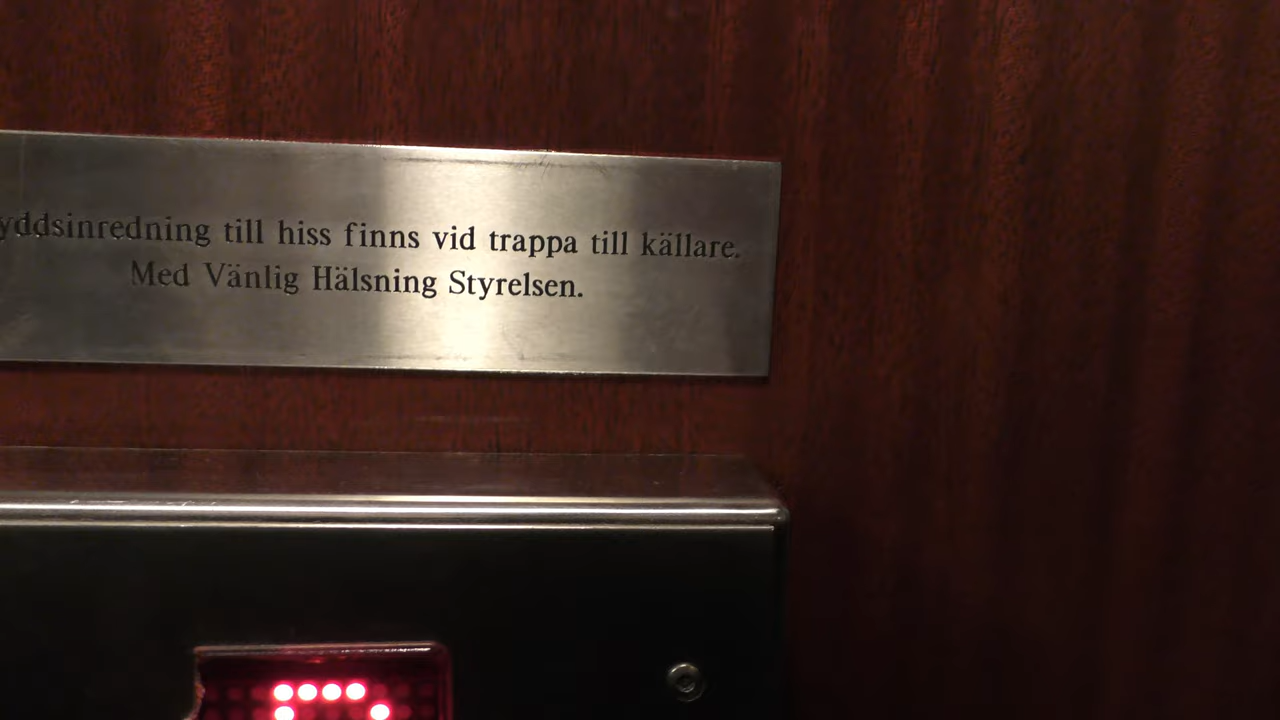 yddsinredning till hiss finns vid trappa till källare.
Med Vänlig Hälsning Styrelsen.